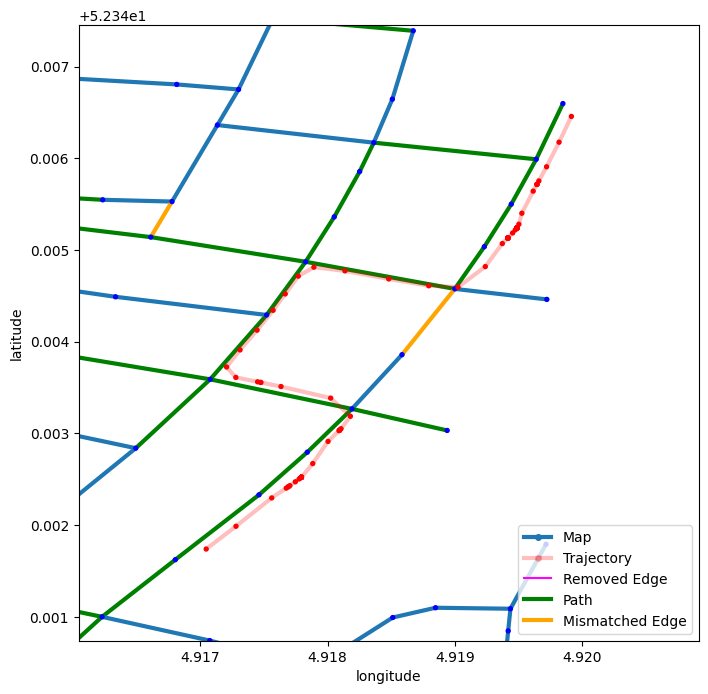 +5.234e1
0.007
0.006
0.005
0.004
0.003
0.002
0.001
latitude
4.917
4.918
4.919
4.920
longitude
Map
Trajectory
Removed Edge
Path
Mismatched Edge